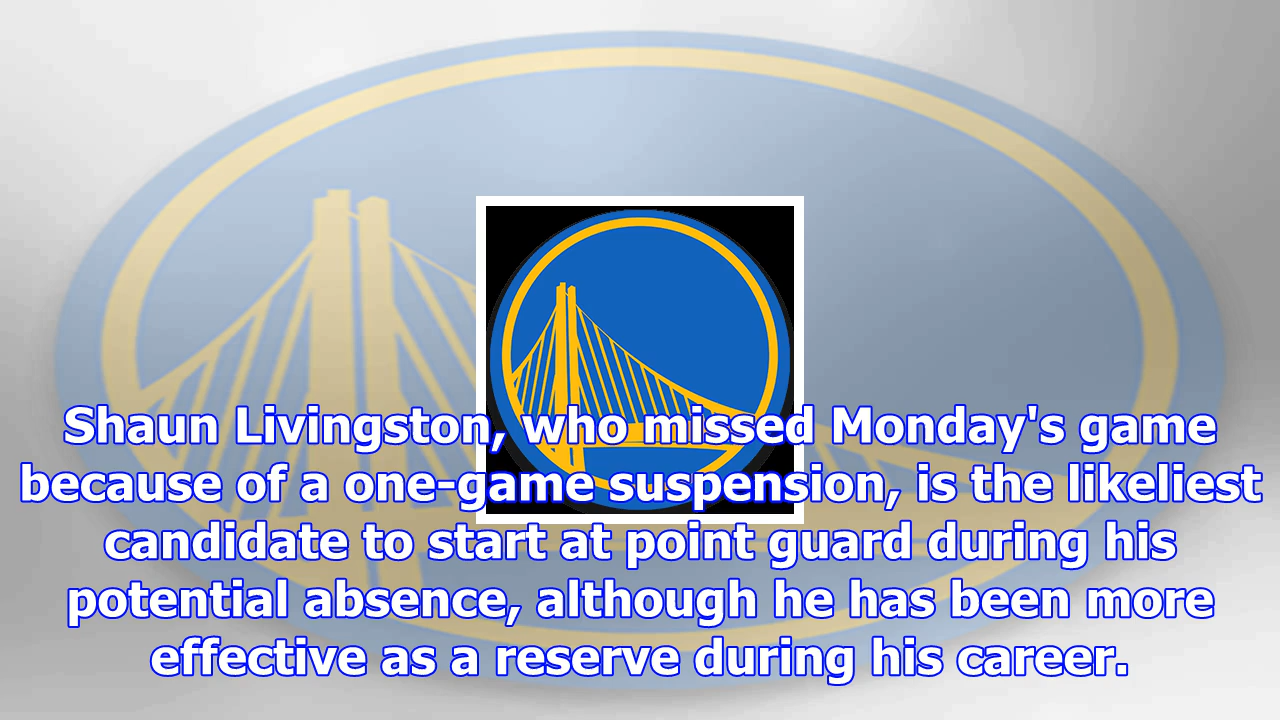 Shaun Livingston, who missed Monday's game
because of a one-game suspension, is the likeliest
candidate to start at point guard during his
potential absence, although he has been more
effective as a reserve during his career.